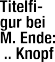 Titelfi-
gur bei
M. Ende:
.. Knopf